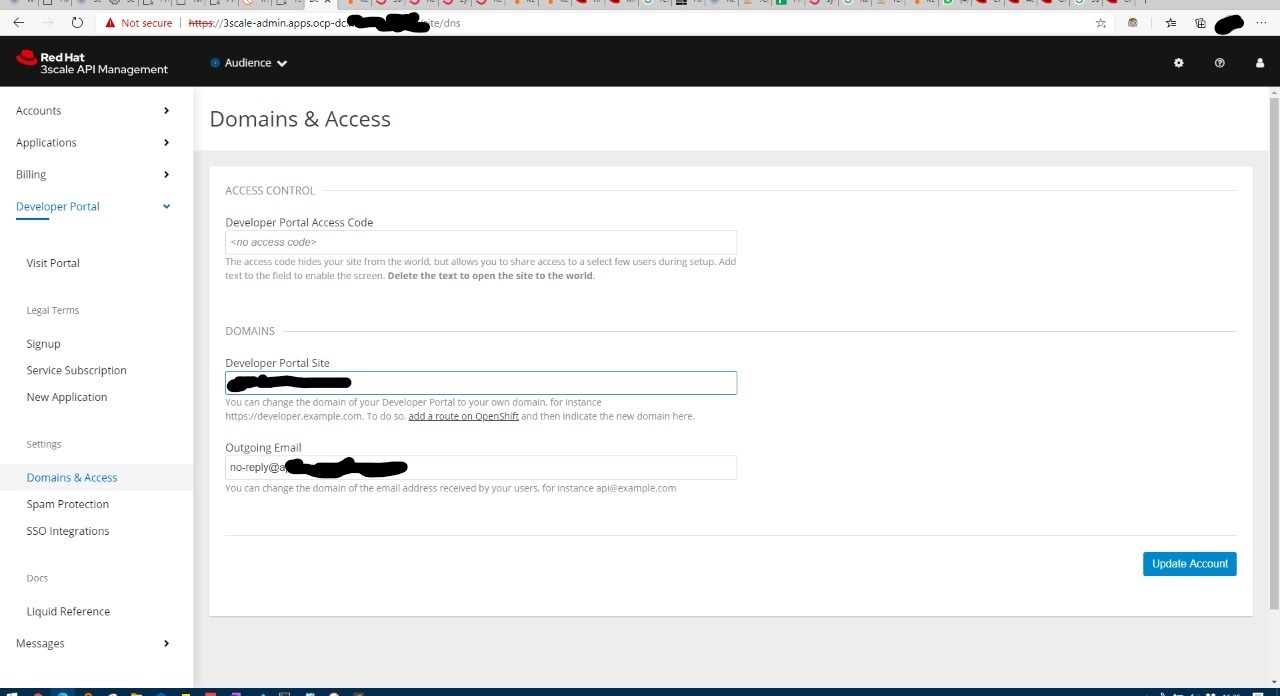 Not secure
https://3scale-admin.apps.ocp-dc. ite/dns
Red Hat
3scale API Management
Audience
Accounts
Applications
Billing
Developer Portal
Visit Portal
Legal Terms
Signup
Service Subscription
New Application
Settings
Domains & Access
Spam Protection
SSO Integrations
Docs
Liquid Reference
Messages
Domains & Access
ACCESS CONTROL
Developer Portal Access Code
<no access code>
The access code hides your site from the world, but allows you to share access to a select few users during setup. Add
text to the field to enable the screen. Delete the text to open the site to the world.
DOMAINS
Developer Portal Site
You can change the domain of your Developer Portal to your own domain, for instance
https://developer.example.com. To do so, add a route on OpenShift and then indicate the new domain here.
Outgoing Email
no-reply@a
You can change the domain of the email address received by your users, for instance api@example.com
Update Account